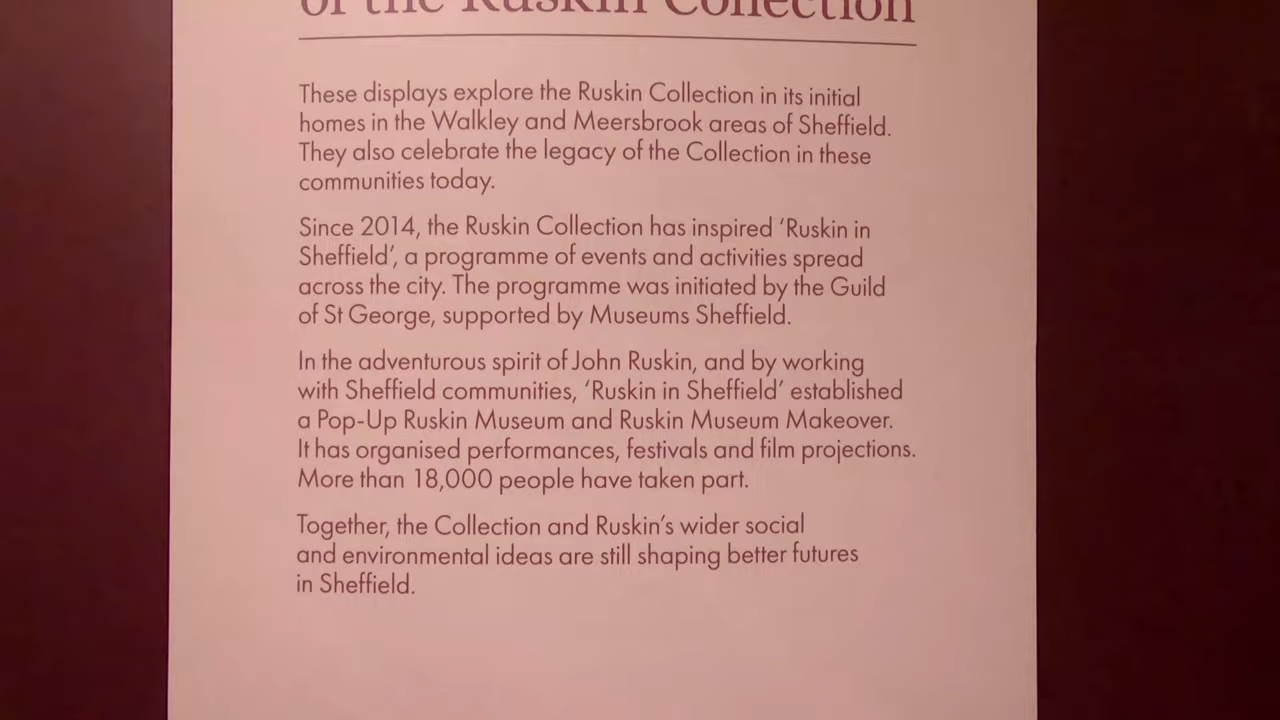 of the Ruskin Collection
These displays explore the Ruskin Collection in its initial
homes in the Walkley and Meersbrook areas of Sheffield.
They also celebrate the legacy of the Collection in these
communities today.
Since 2014, the Ruskin Collection has inspired ‘Ruskin in
Sheffield’, a programme of events and activities spread
across the city. The programme was initiated by the Guild
of St George, supported by Museums Sheffield.
In the adventurous spirit of John Ruskin, and by working
with Sheffield communities, ‘Ruskin in Sheffield’ established
a Pop-Up Ruskin Museum and Ruskin Museum Makeover.
It has organised performances, festivals and film projections.
More than 18,000 people have taken part.
Together, the Collection and Ruskin’s wider social
and environmental ideas are still shaping better futures
in Sheffield.